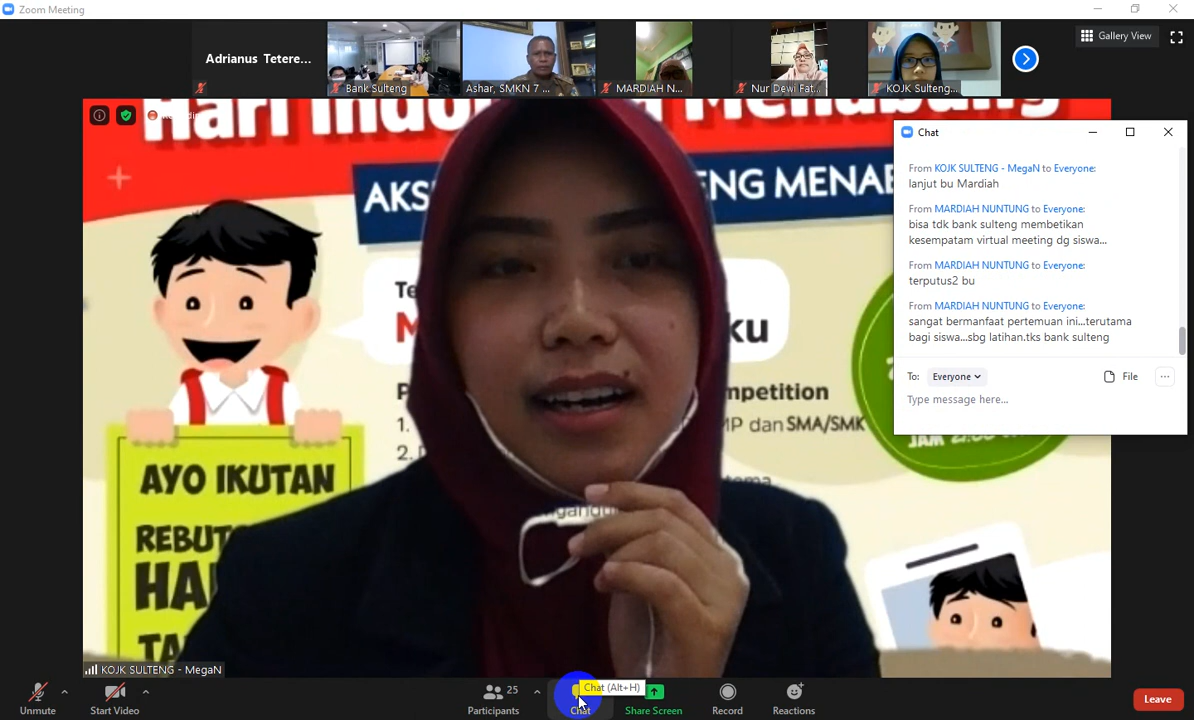 Zoom Meeting
Adrianus Tetere...
Bank Sulteng
Ashar, SMKN 7 ...
MARDIAH N...
Nur Dewi Fat...
KOJK Sulteng...
Gallery View
Hari Indo
Menabung
AKS
ENG MENAB
Te
M
ku
P
mpetition
1.
MP dan SMA/SMK
2.
AYO IKUTAN
REBUT
HA
TA
Chat
From KOJK SULTENG - MegaN to Everyone:
lanjut bu Mardiah
From MARDIAH NUNTUNG to Everyone:
bisa tdk bank sulteng membetikan
kesempatam virtual meeting dg siswa...
From MARDIAH NUNTUNG to Everyone:
terputus2 bu
From MARDIAH NUNTUNG to Everyone:
sangat bermanfaat pertemuan ini...terutama
bagi siswa...sbg latihan.tks bank sulteng
To: Everyone
File
Type message here...
KOJK SULTENG - MegaN
Chat (Alt+H)
Unmute
Start Video
Participants
25
Chat
Share Screen
Record
Reactions
Leave